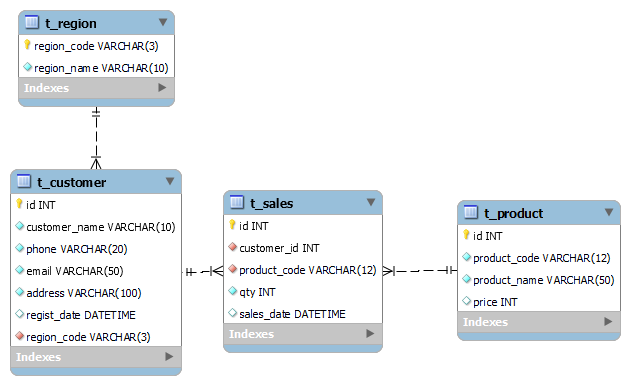 t_region
region_code VARCHAR(3)
region_name VARCHAR(10)
Indexes
t_customer
id INT
customer_name VARCHAR(10)
phone VARCHAR(20)
email VARCHAR(50)
address VARCHAR(100)
regist_date DATETIME
region_code VARCHAR(3)
Indexes
t_sales
id INT
customer_id INT
product_code VARCHAR(12)
qty INT
sales_date DATETIME
Indexes
t_product
id INT
product_code VARCHAR(12)
product_name VARCHAR(50)
price INT
Indexes